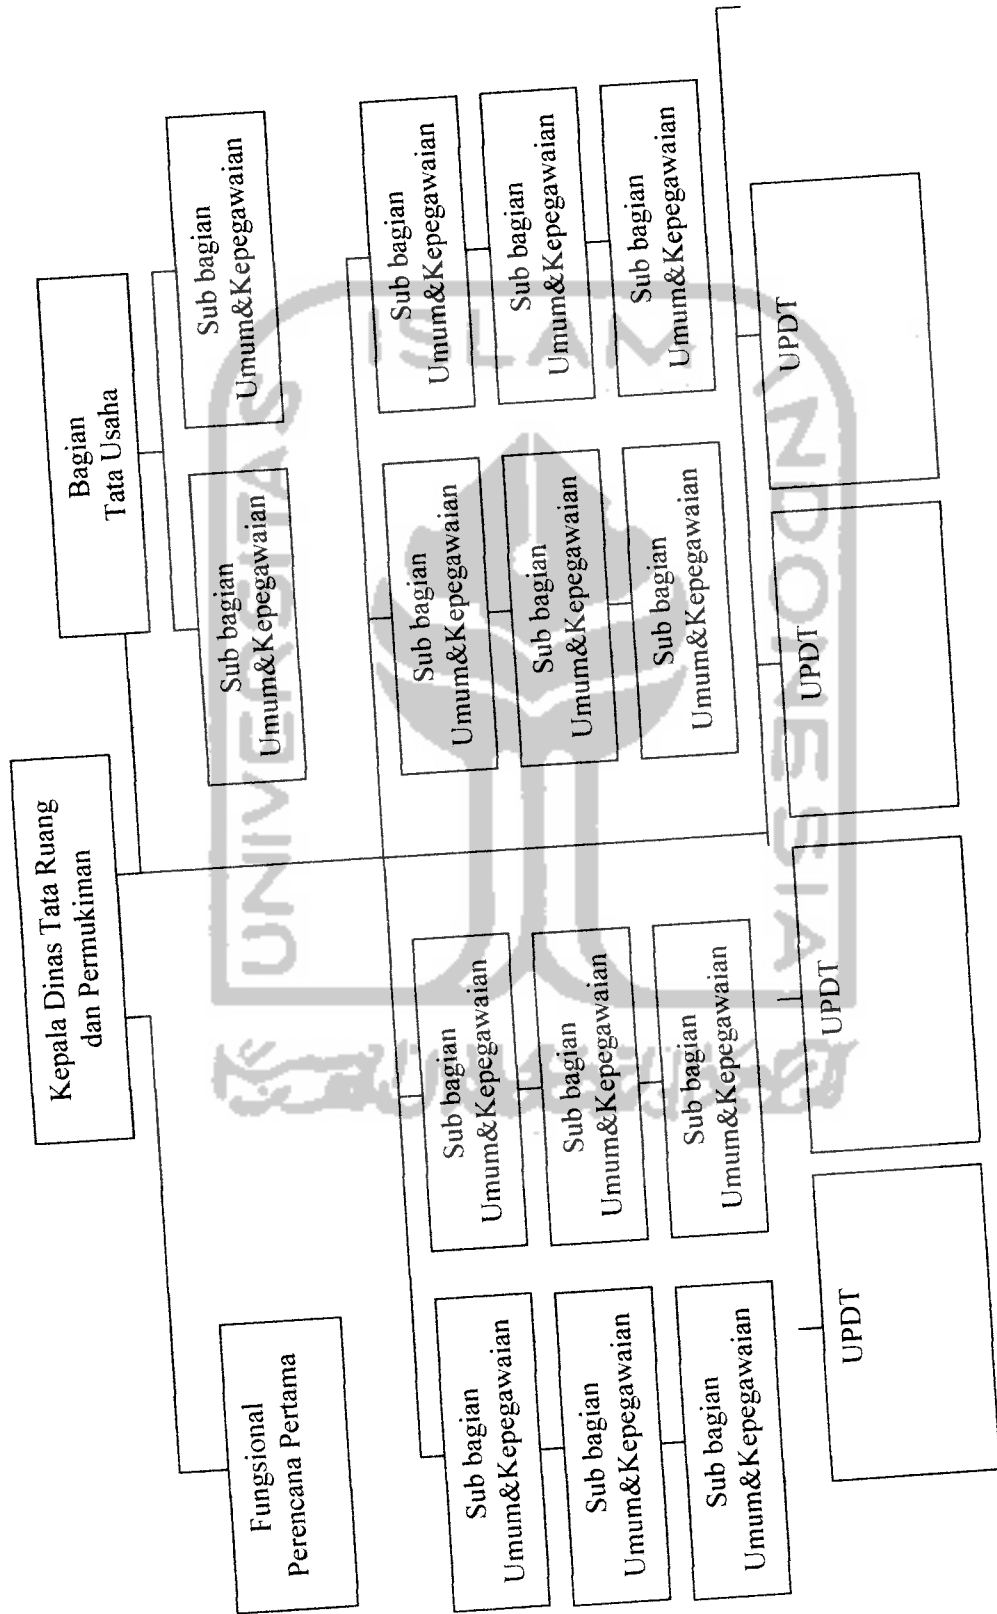 Kepala Dinas Tata Ruang
dan Permukiman
Bagian
Tata Usaha
Fungsional
Perencana Pertama
Sub bagian
Umum&Kepegawaian
Sub bagian
Umum&Kepegawaian
Sub bagian
Umum&Kepegawaian
Sub bagian
Umum&Kepegawaian
Sub bagian
Umum&Kepegawaian
Sub bagian
Umum&Kepegawaian
Sub bagian
Umum&Kepegawaian
Sub bagian
Umum&Kepegawaian
Sub bagian
Umum&Kepegawaian
Sub bagian
Umum&Kepegawaian
Sub bagian
Umum&Kepegawaian
Sub bagian
Umum&Kepegawaian
Sub bagian
Umum&Kepegawaian
Sub bagian
Umum&Kepegawaian
UPDT
UPDT
UPDT
UPDT
UNIVERSITAS
ISLAM
INDONESIA